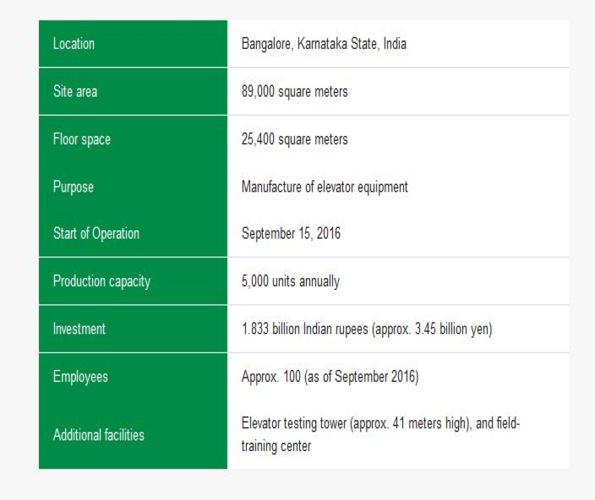 Location Bangalore, Karnataka State, India
Site area 89,000 square meters
Floor space 25,400 square meters
Purpose Manufacture of elevator equipment
Start of Operation September 15, 2016
Production capacity 5,000 units annually
Investment 1.833 billion Indian rupees (approx. 3.45 billion yen)
Employees Approx. 100 (as of September 2016)
Additional facilities Elevator testing tower (approx. 41 meters high), and field-
training center